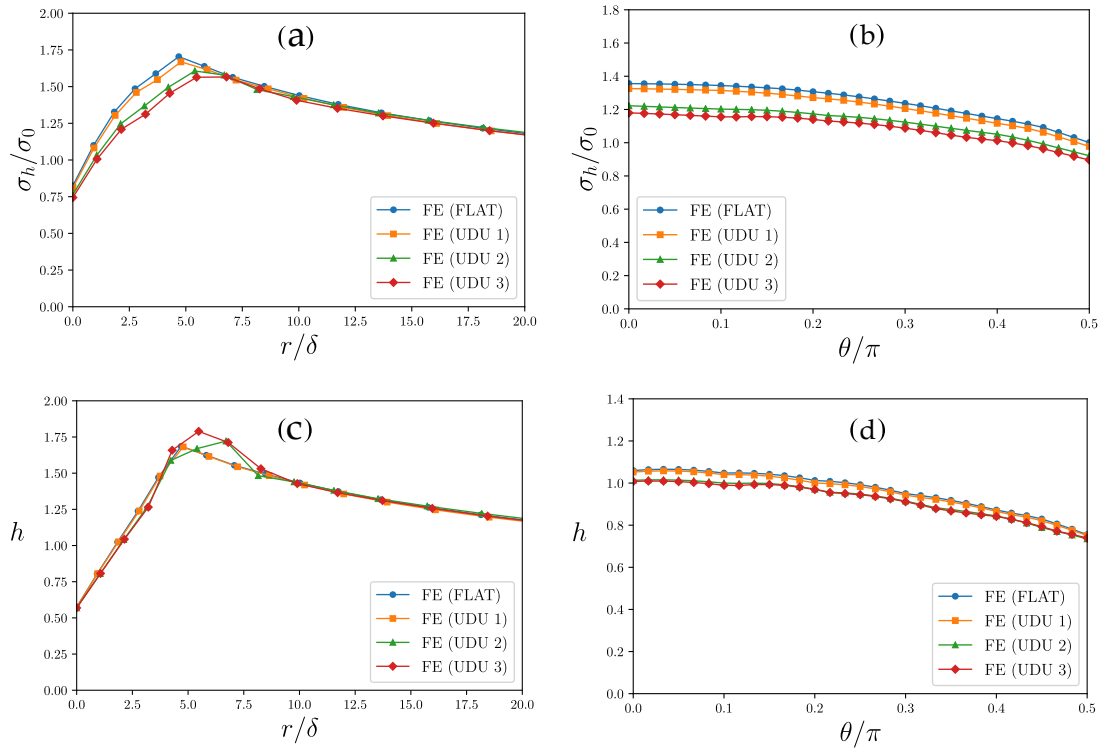 (a)
2.00
1.75
1.50
1.25
1.00
0.75
0.50
0.25
0.00
σ_h/σ_0
FE (FLAT)
FE (UDU 1)
FE (UDU 2)
FE (UDU 3)
0.0 2.5 5.0 7.5 10.0 12.5 15.0 17.5 20.0
r/δ
(b)
1.8
1.6
1.4
1.2
1.0
0.8
0.6
0.4
0.2
0.0
σ_h/σ_0
FE (FLAT)
FE (UDU 1)
FE (UDU 2)
FE (UDU 3)
0.0 0.1 0.2 0.3 0.4 0.5
θ/π
(c)
2.00
1.75
1.50
1.25
1.00
0.75
0.50
0.25
0.00
h
FE (FLAT)
FE (UDU 1)
FE (UDU 2)
FE (UDU 3)
0.0 2.5 5.0 7.5 10.0 12.5 15.0 17.5 20.0
r/δ
(d)
1.4
1.2
1.0
0.8
0.6
0.4
0.2
0.0
h
FE (FLAT)
FE (UDU 1)
FE (UDU 2)
FE (UDU 3)
0.0 0.1 0.2 0.3 0.4 0.5
θ/π